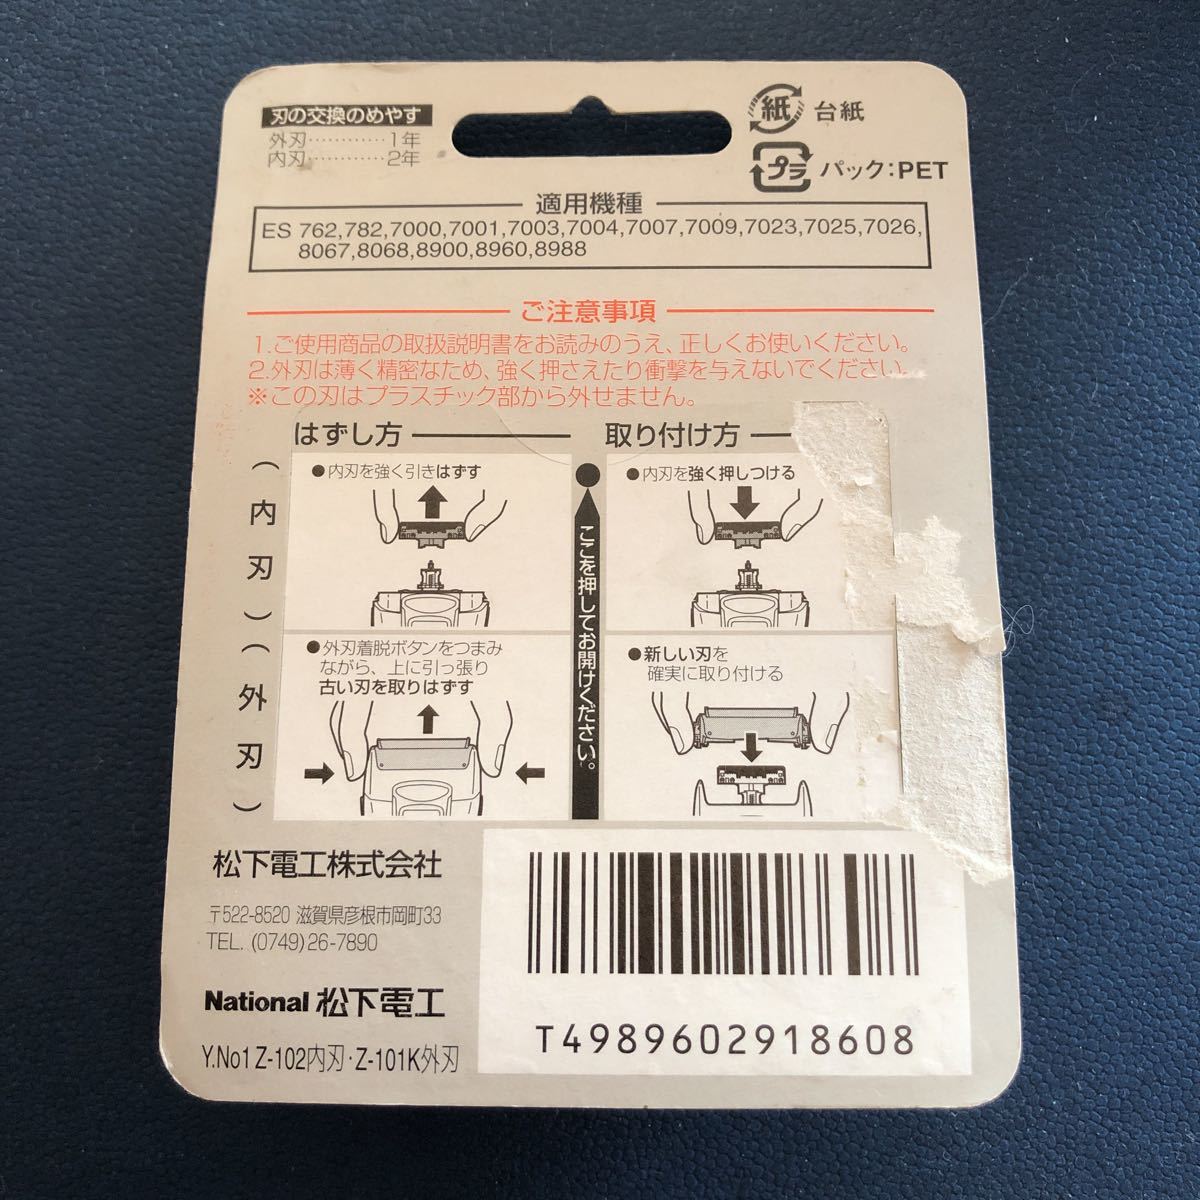 刃の交換のめやす
外刃…………1年
内刃…………2年
紙 台紙
プラ パック:PET
適用機種
ES 762,782,7000,7001,7003,7004,7007,7009,7023,7025,7026,
8067,8068,8900,8960,8988
ご注意事項
1.ご使用商品の取扱説明書をお読みのうえ、正しくお使いください。
2.外刃は薄く精密なため、強く押さえたり衝撃を与えないでください。
※この刃はプラスチック部から外せません。
はずし方
取り付け方
(内刃)
●内刃を強く引きはずす
●内刃を強く押しつける
ここを押してお開けください。
(外刃)
●外刃着脱ボタンをつまみ
ながら、上に引っ張り
古い刃を取りはずす
●新しい刃を
確実に取り付ける
松下電工株式会社
〒522-8520 滋賀県彦根市岡町33
TEL. (0749)26-7890
National 松下電工
Y.No1 Z-102内刃・Z-101K外刃
T4989602918608